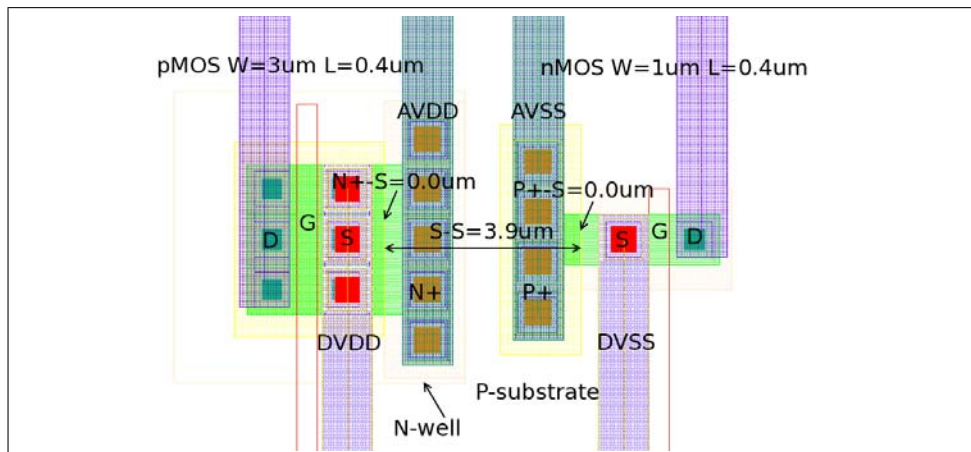 pMOS W=3um L=0.4um
nMOS W=1um L=0.4um
AVDD
AVSS
N+-S=0.0um
P+-S=0.0um
G
G
D
S
S-S=3.9um
S
D
N+
P+
DVDD
DVSS
P-substrate
N-well